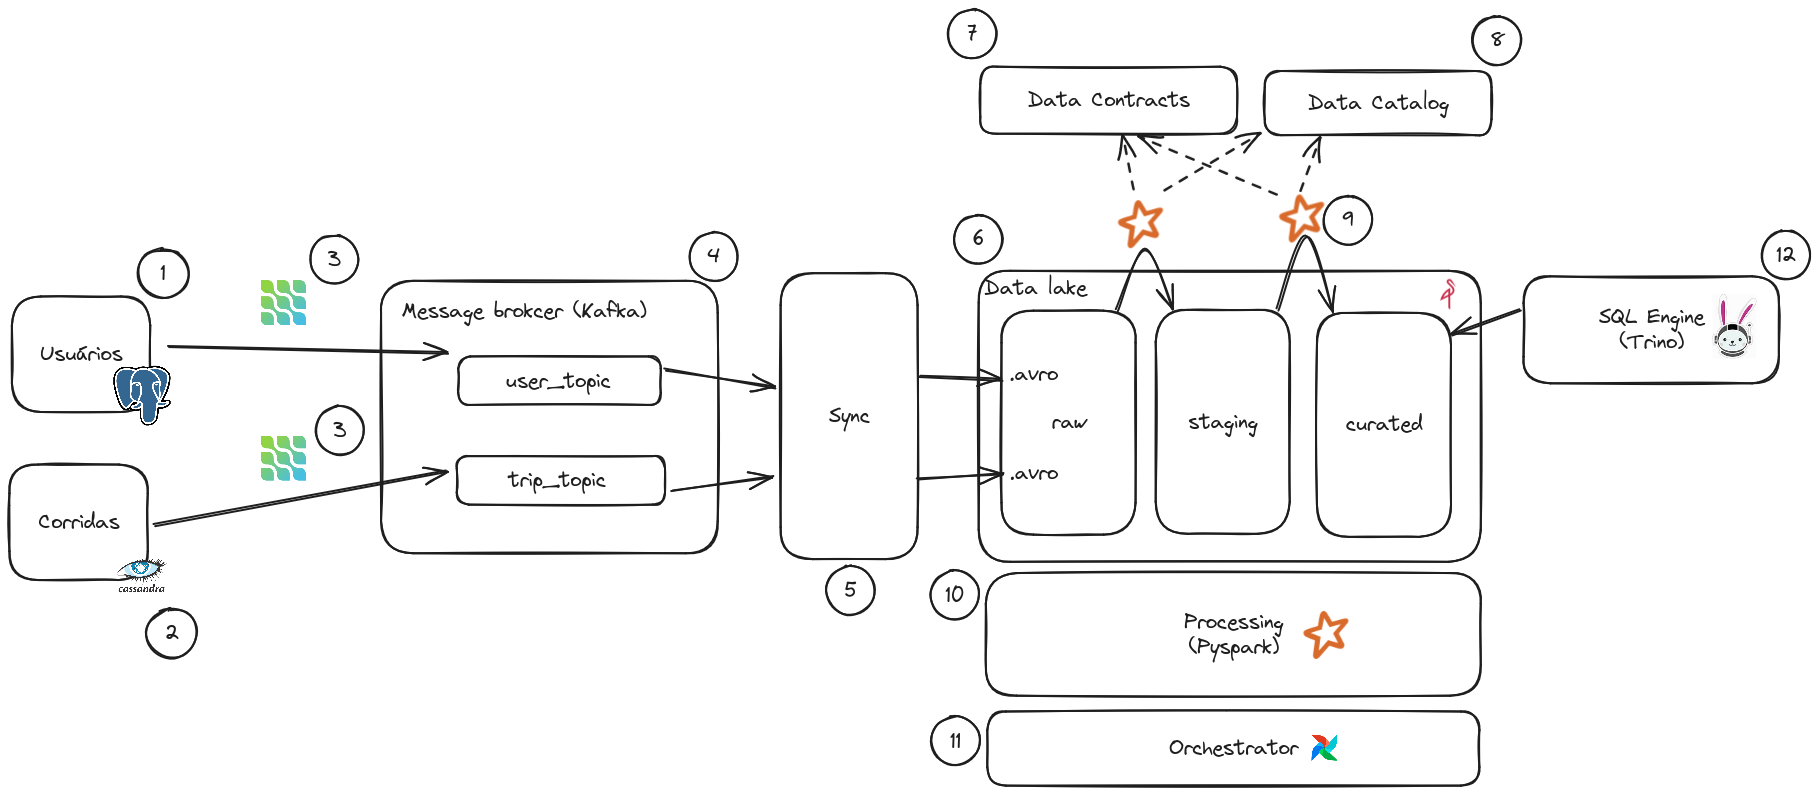 7
8
Data Contracts
Data Catalog
9
6
4
3
1
12
Data lake
Message brokcer (Kafka)
SQL Engine
(Trino)
Usuários
user_topic
.avro
Sync
raw
staging
curated
3
trip_topic
.avro
Corridas
cassandra
5
10
2
Processing
(Pyspark)
11
Orchestrator